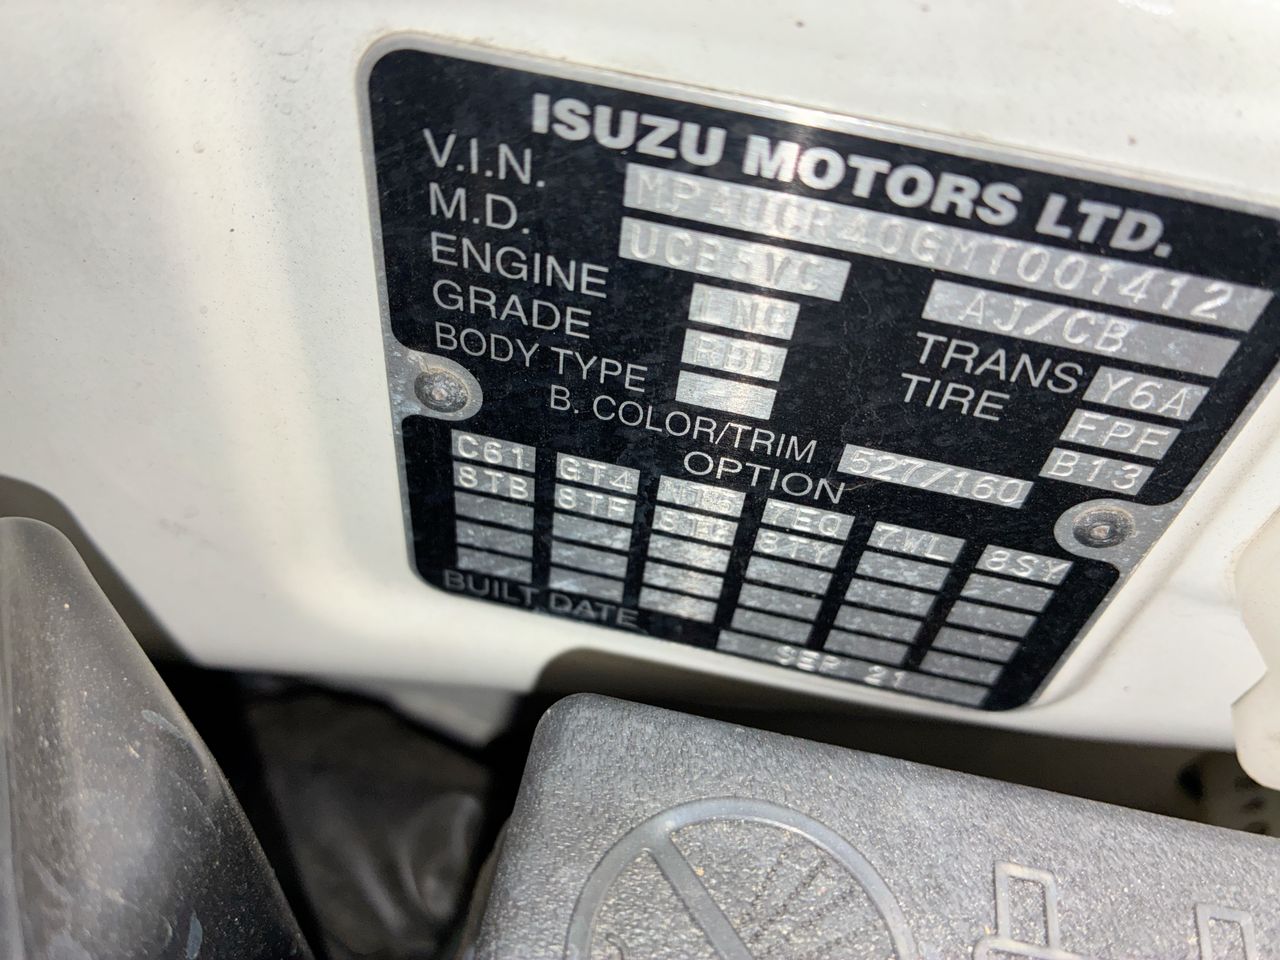 ISUZU MOTORS LTD.
V.I.N.
M.D. UCB5VC AJ/CB
ENGINE TRANS Y6A
GRADE TIRE FPF
BODY TYPE B13
B. COLOR/TRIM 527/160
OPTION
C61 GT4 7EQ 7WL 8SY
8TB 8TF 8TY
BUILT DATE SEP 21